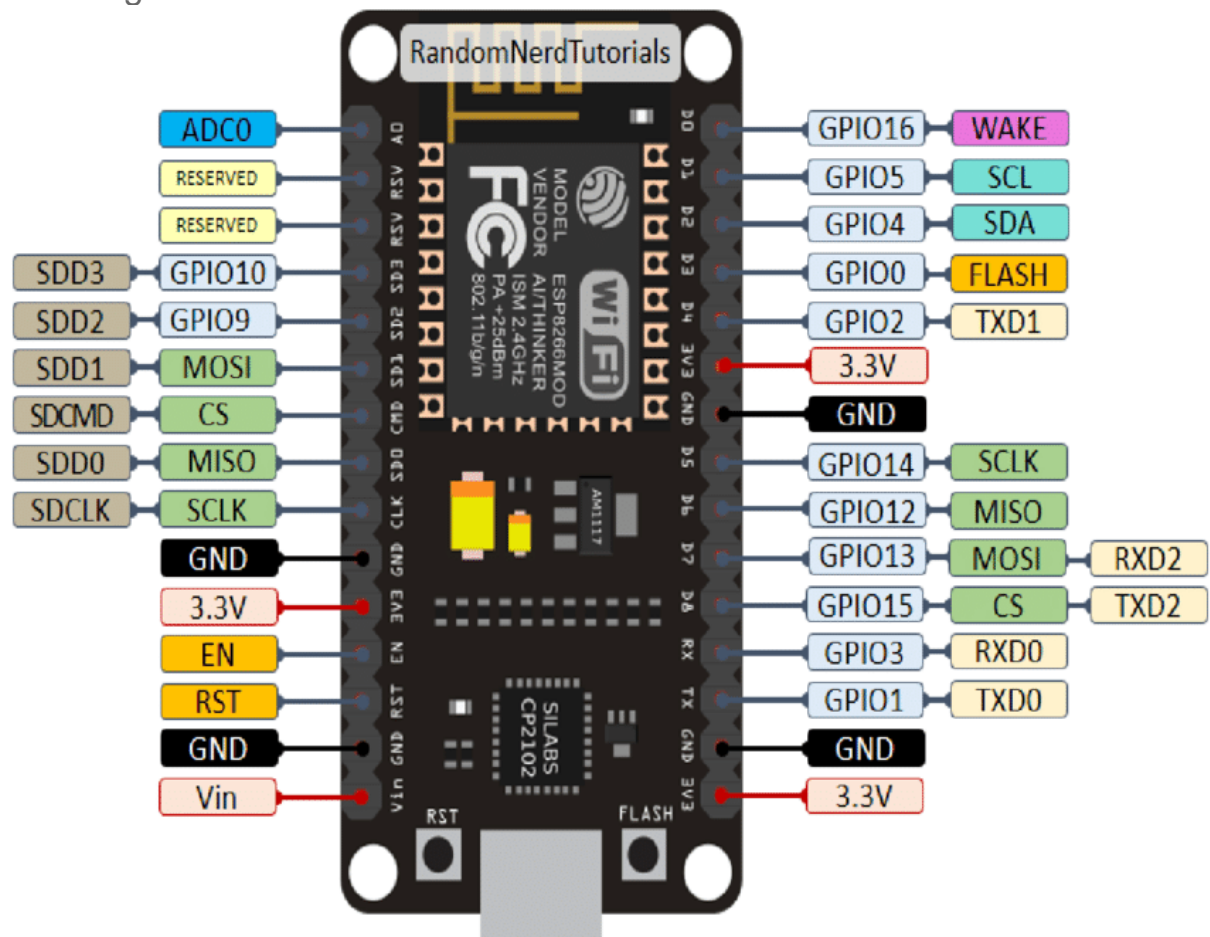 RandomNerdTutorials
ADC0
RESERVED
RESERVED
SDD3 GPIO10
SDD2 GPIO9
SDD1 MOSI
SDCMD CS
SDD0 MISO
SDCLK SCLK
GND
3.3V
EN
RST
GND
Vin
A0
RSV
RSV
SD3
SD2
SD1
CMD
SD0
CLK
GND
3V3
EN
RST
GND
Vin
MODEL
VENDOR
ESP8266MOD
AI/THINKER
ISM 2.4GHz
PA +25dBm
802.11b/g/n
FC
Wi Fi
AM1117
SILABS
CP2102
RST
FLASH
D0
D1
D2
D3
D4
3V3
GND
D5
D6
D7
D8
RX
TX
GND
3V3
GPIO16 WAKE
GPIO5 SCL
GPIO4 SDA
GPIO0 FLASH
GPIO2 TXD1
3.3V
GND
GPIO14 SCLK
GPIO12 MISO
GPIO13 MOSI RXD2
GPIO15 CS TXD2
GPIO3 RXD0
GPIO1 TXD0
GND
3.3V